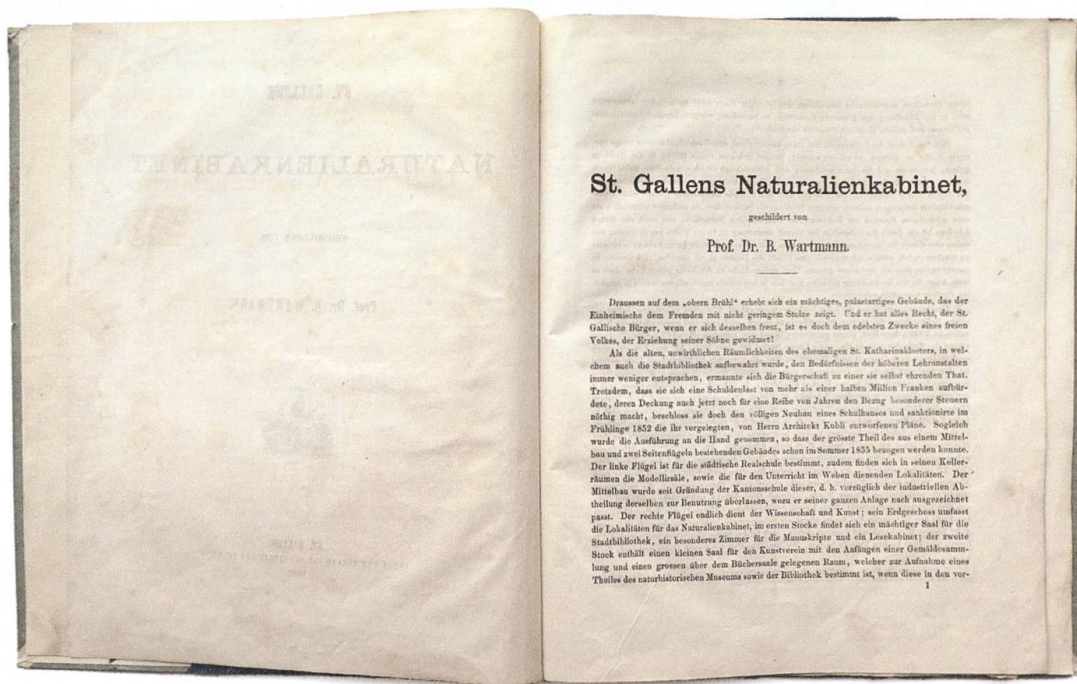 St. Gallens Naturalienkabinet,
geschildert von
Prof. Dr. B. Wartmann.
Draussen auf dem „obern Brühl“ erhebt sich ein mächtiges, palastartiges Gebäude, das der
Einheimische dem Fremden mit nicht geringem Stolze zeigt. Und er hat alles Recht, der St.
Gallische Bürger, wenn er sich desselben freut, ist es doch dem edelsten Zwecke eines freien
Volkes, der Erziehung seiner Söhne gewidmet!
Als die alten, unwirthlichen Räumlichkeiten des ehemaligen St. Katharinaklosters, in wel-
chem auch die Stadtbibliothek aufbewahrt wurde, den Bedürfnissen der höheren Lehranstalten
immer weniger entsprachen, ermannte sich die Bürgerschaft zu einer sie selbst ehrenden That.
Trotzdem, dass sie sich eine Schuldenlast von mehr als einer halben Million Franken aufbür-
dete, deren Deckung auch jetzt noch für eine Reihe von Jahren den Bezug besonderer Steuern
nöthig macht, beschloss sie doch den völligen Neubau eines Schulhauses und sanktionirte im
Frühlinge 1852 die ihr vorgelegten, von Herrn Architekt Kubli entworfenen Pläne. Sogleich
wurde die Ausführung an die Hand genommen, so dass der grösste Theil des aus einem Mittel-
bau und zwei Seitenflügeln bestehenden Gebäudes schon im Sommer 1855 bezogen werden konnte.
Der linke Flügel ist für die städtische Realschule bestimmt, zudem finden sich in seinen Keller-
räumen die Modellirsäle, sowie die für den Unterricht im Weben dienenden Lokalitäten. Der
Mittelbau wurde seit Gründung der Kantonsschule dieser, d. h. vorzüglich der industriellen Ab-
theilung derselben zur Benutzung überlassen, wozu er seiner ganzen Anlage nach ausgezeichnet
passt. Der rechte Flügel endlich dient der Wissenschaft und Kunst; sein Erdgeschoss umfasst
die Lokalitäten für das Naturalienkabinet, im ersten Stocke findet sich ein mächtiger Saal für die
Stadtbibliothek, ein besonderes Zimmer für die Manuskripte und ein Lesekabinet; der zweite
Stock enthält einen kleinen Saal für den Kunstverein mit den Anfängen einer Gemäldesamm-
lung und einen grossen über dem Büchersaale gelegenen Raum, welcher zur Aufnahme eines
Theiles des naturhistorischen Museums sowie der Bibliothek bestimmt ist, wenn diese in den vor-
1